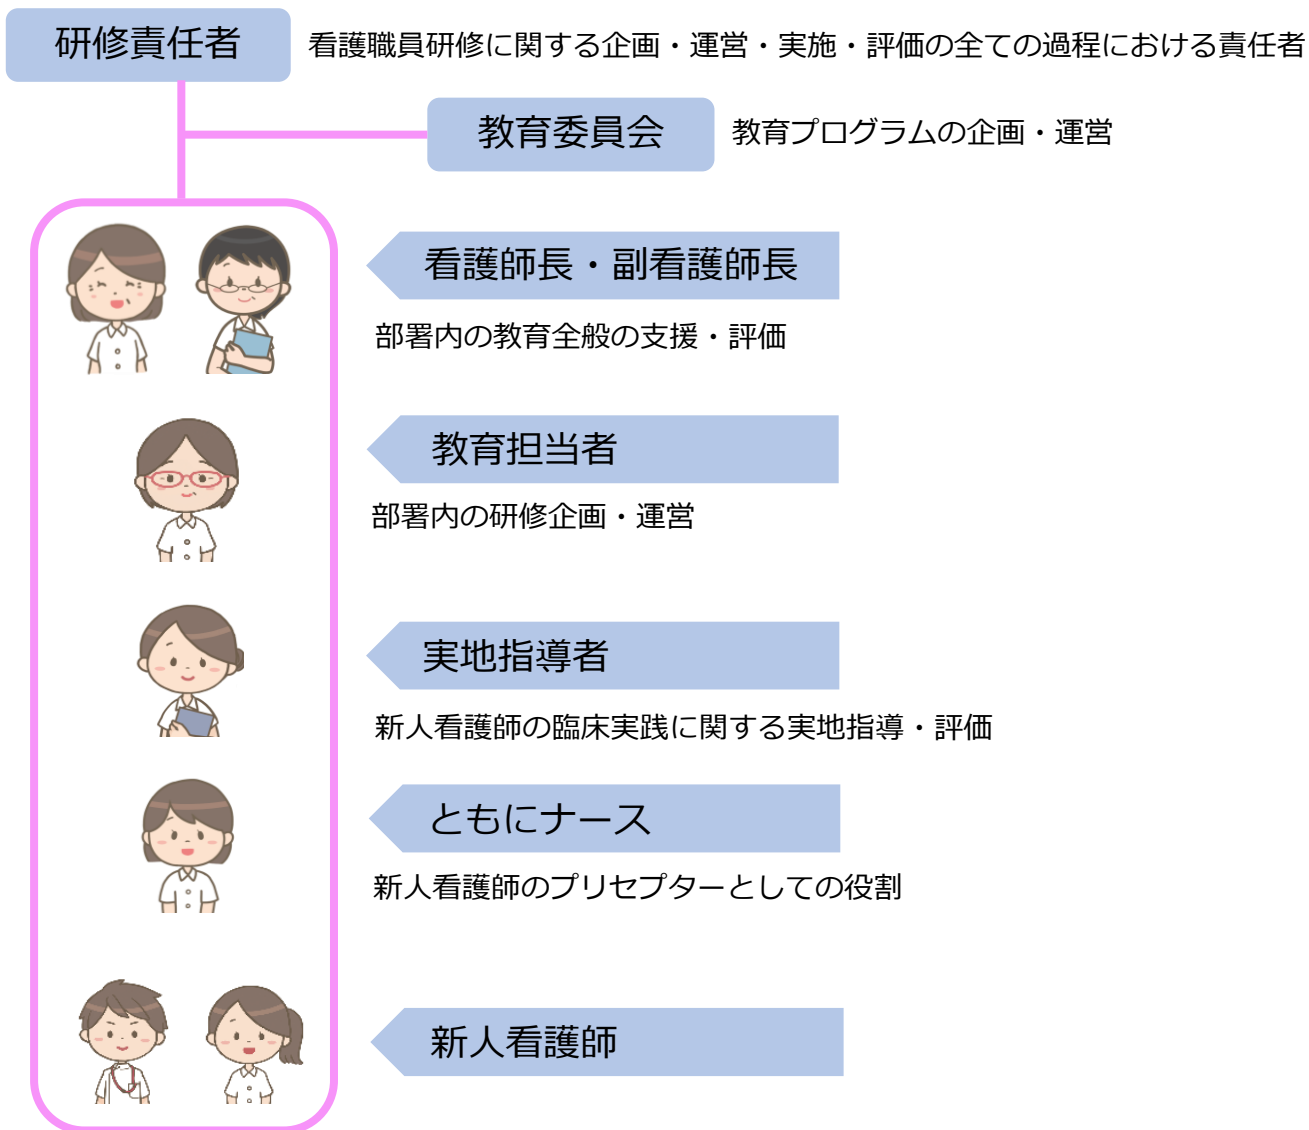 研修責任者
看護職員研修に関する企画・運営・実施・評価の全ての過程における責任者
教育委員会
教育プログラムの企画・運営
看護師長・副看護師長
部署内の教育全般の支援・評価
教育担当者
部署内の研修企画・運営
実地指導者
新人看護師の臨床実践に関する実地指導・評価
ともにナース
新人看護師のプリセプターとしての役割
新人看護師